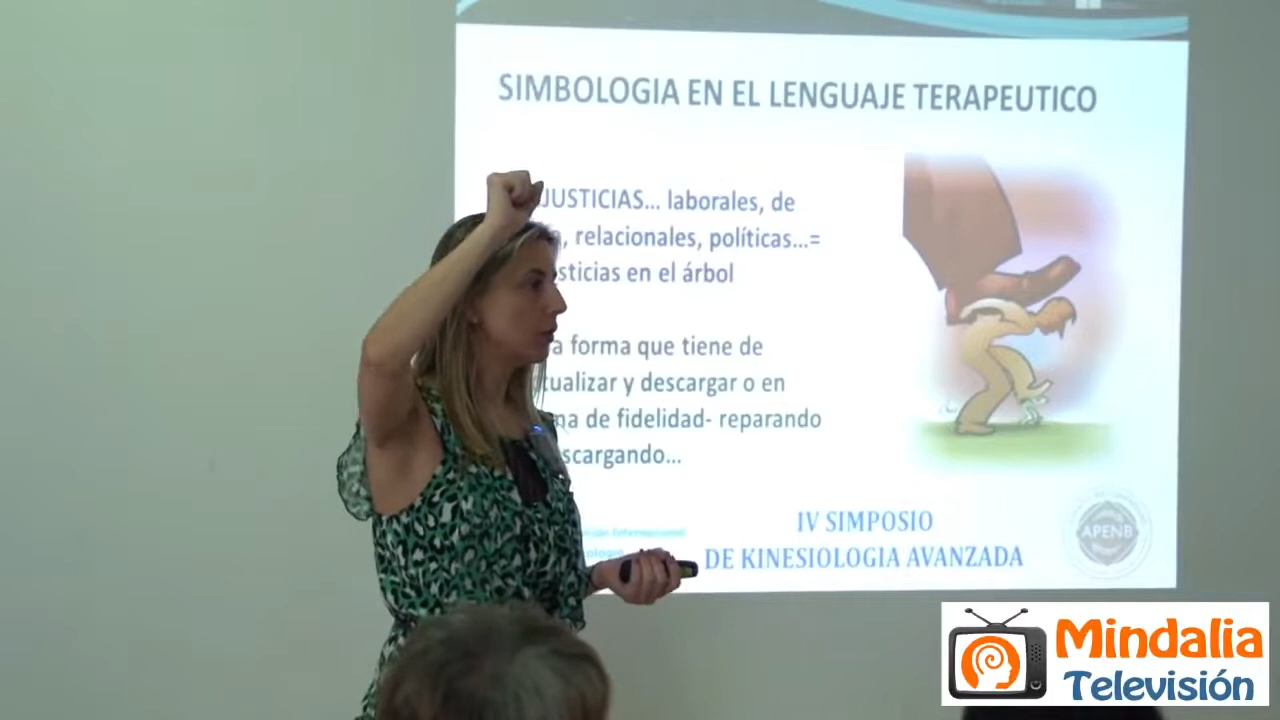 SIMBOLOGIA EN EL LENGUAJE TERAPEUTICO
JUSTICIAS... laborales, de
, relacionales, políticas...=
sticias en el árbol
a forma que tiene de
tualizar y descargar o en
ma de fidelidad- reparando
scargando...
IV SIMPOSIO
DE KINESIOLOGIA AVANZADA
APENB
Mindalia
Televisión